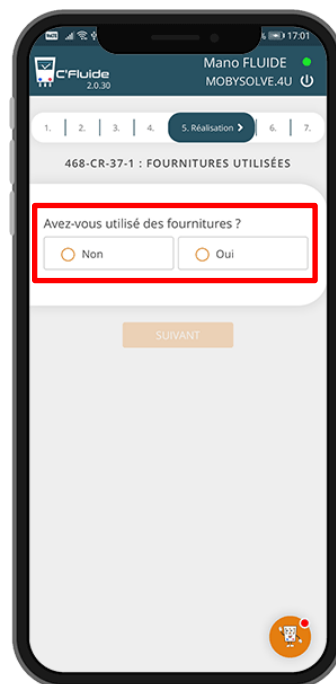 17:01
C'Fluide
2.0.30
Mano FLUIDE
MOBYSOLVE.4U
1. 2. 3. 4. 5. Réalisation 6. 7.
468-CR-37-1 : FOURNITURES UTILISÉES
Avez-vous utilisé des fournitures ?
Non Oui
SUIVANT